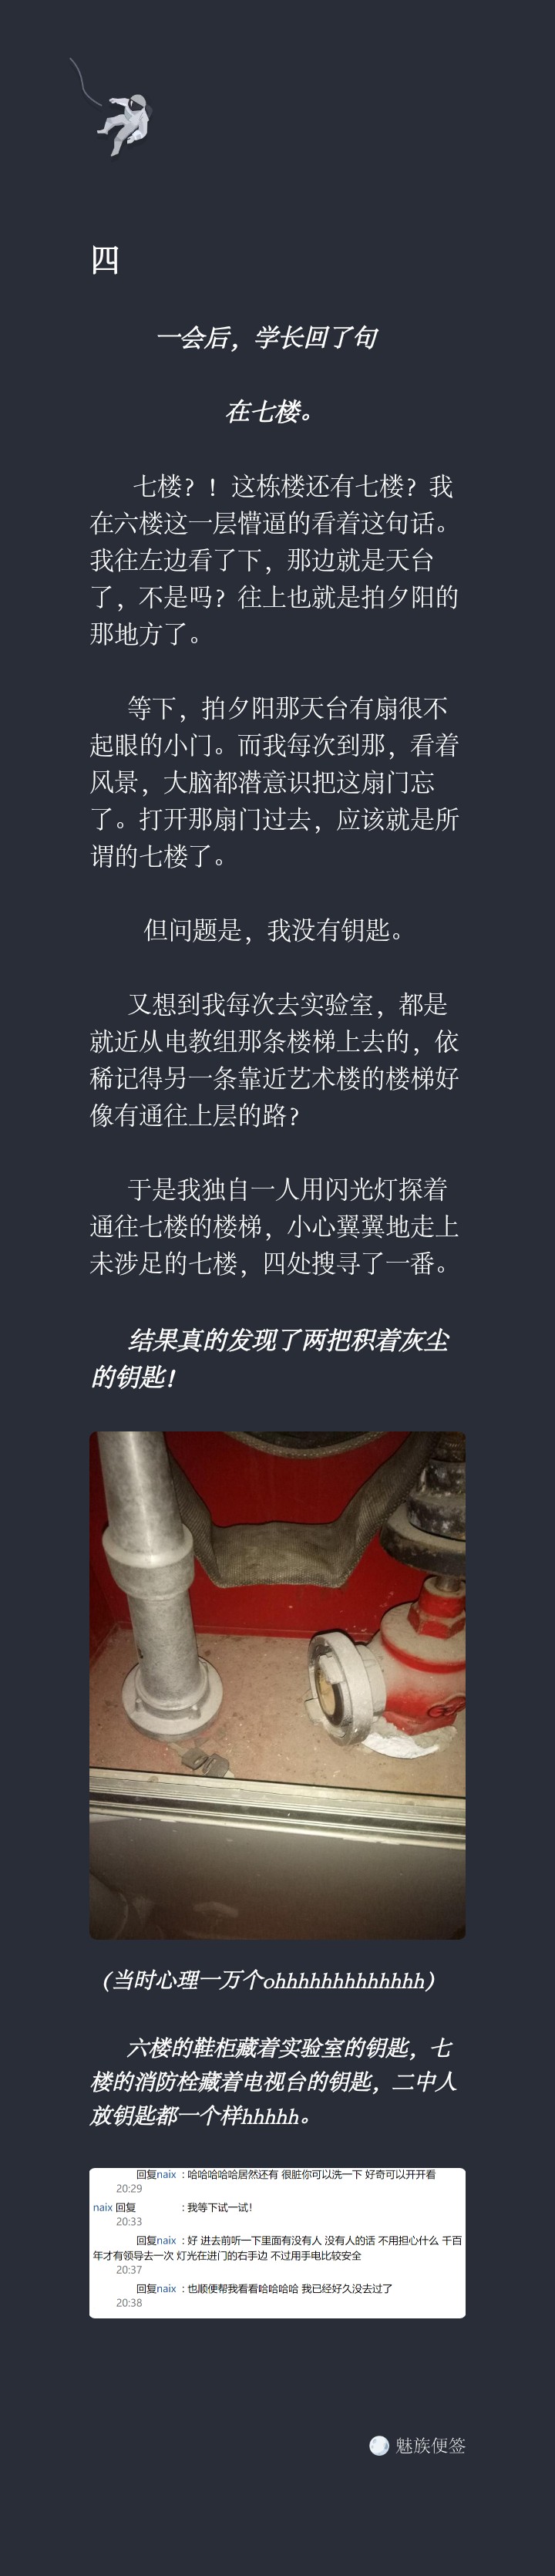 四
一会后，学长回了句
在七楼。
七楼？！这栋楼还有七楼？我
在六楼这一层懵逼的看着这句话。
我往左边看了下，那边就是天台
了，不是吗？往上也就是拍夕阳的
那地方了。
等下，拍夕阳那天台有扇很不
起眼的小门。而我每次到那，看着
风景，大脑都潜意识把这扇门忘
了。打开那扇门过去，应该就是所
谓的七楼了。
但问题是，我没有钥匙。
又想到我每次去实验室，都是
就近从电教组那条楼梯上去的，依
稀记得另一条靠近艺术楼的楼梯好
像有通往上层的路？
于是我独自一人用闪光灯探着
通往七楼的楼梯，小心翼翼地走上
未涉足的七楼，四处搜寻了一番。
结果真的发现了两把积着灰尘
的钥匙！
（当时心理一万个ohhhhhhhhhhhhh）
六楼的鞋柜藏着实验室的钥匙，七
楼的消防栓藏着电视台的钥匙，二中人
放钥匙都一个样hhhhh。
回复naix ：哈哈哈哈哈居然还有 很脏你可以洗一下 好奇可以开开看
20:29
naix 回复 ：我等下试一试！
20:33
回复naix ：好 进去前听一下里面有没有人 没有人的话 不用担心什么 千百
年才有领导去一次 灯光在进门的右手边 不过用手电比较安全
20:37
回复naix ：也顺便帮我看看哈哈哈哈 我已经好久没去过了
20:38
魅族便签